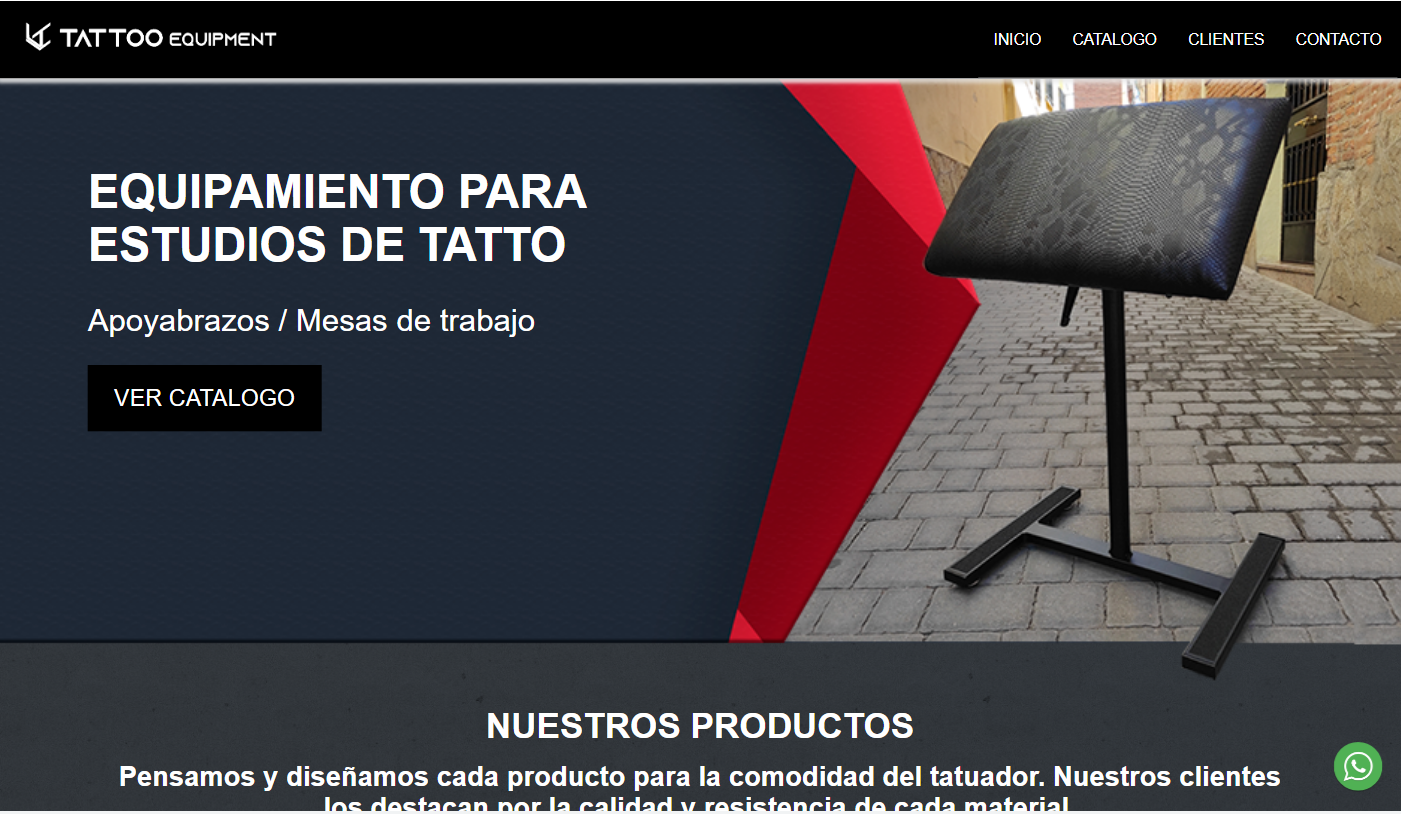 TATTOO EQUIPMENT
INICIO CATALOGO CLIENTES CONTACTO
EQUIPAMIENTO PARA
ESTUDIOS DE TATTO
Apoyabrazos / Mesas de trabajo
VER CATALOGO
NUESTROS PRODUCTOS
Pensamos y diseñamos cada producto para la comodidad del tatuador. Nuestros clientes
los destacan por la calidad y resistencia de cada material